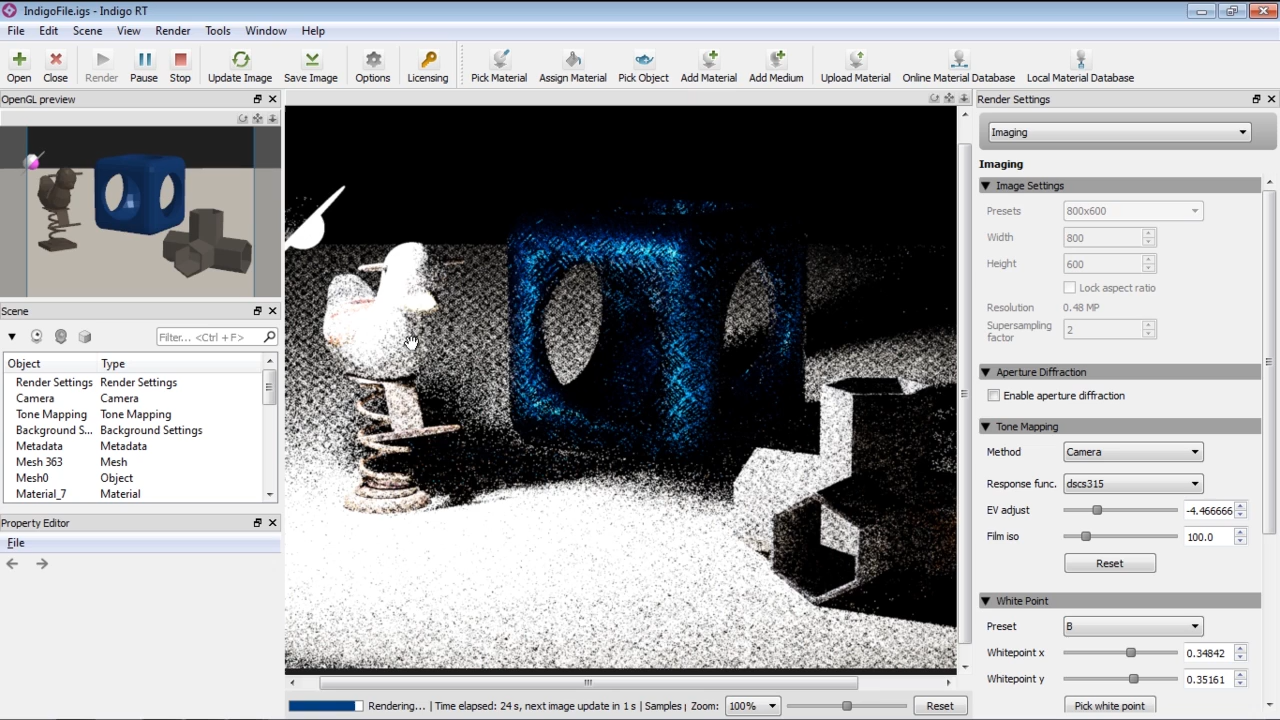 IndigoFile.igs - Indigo RT
File Edit Scene View Render Tools Window Help
Open Close Render Pause Stop Update Image Save Image Options Licensing Pick Material Assign Material Pick Object Add Material Add Medium Upload Material Online Material Database Local Material Database
OpenGL preview
Scene
Filter... <Ctrl + F>
Object Type
Render Settings Render Settings
Camera Camera
Tone Mapping Tone Mapping
Background S... Background Settings
Metadata Metadata
Mesh 363 Mesh
Mesh0 Object
Material_7 Material
Property Editor
File
Rendering... | Time elapsed: 24 s, next image update in 1 s | Samples Zoom: 100% Reset
Render Settings
Imaging
Imaging
Image Settings
Presets 800x600
Width 800
Height 600
Lock aspect ratio
Resolution 0.48 MP
Supersampling
factor 2
Aperture Diffraction
Enable aperture diffraction
Tone Mapping
Method Camera
Response func. dscs315
EV adjust -4.466666
Film iso 100.0
Reset
White Point
Preset B
Whitepoint x 0.34842
Whitepoint y 0.35161
Pick white point